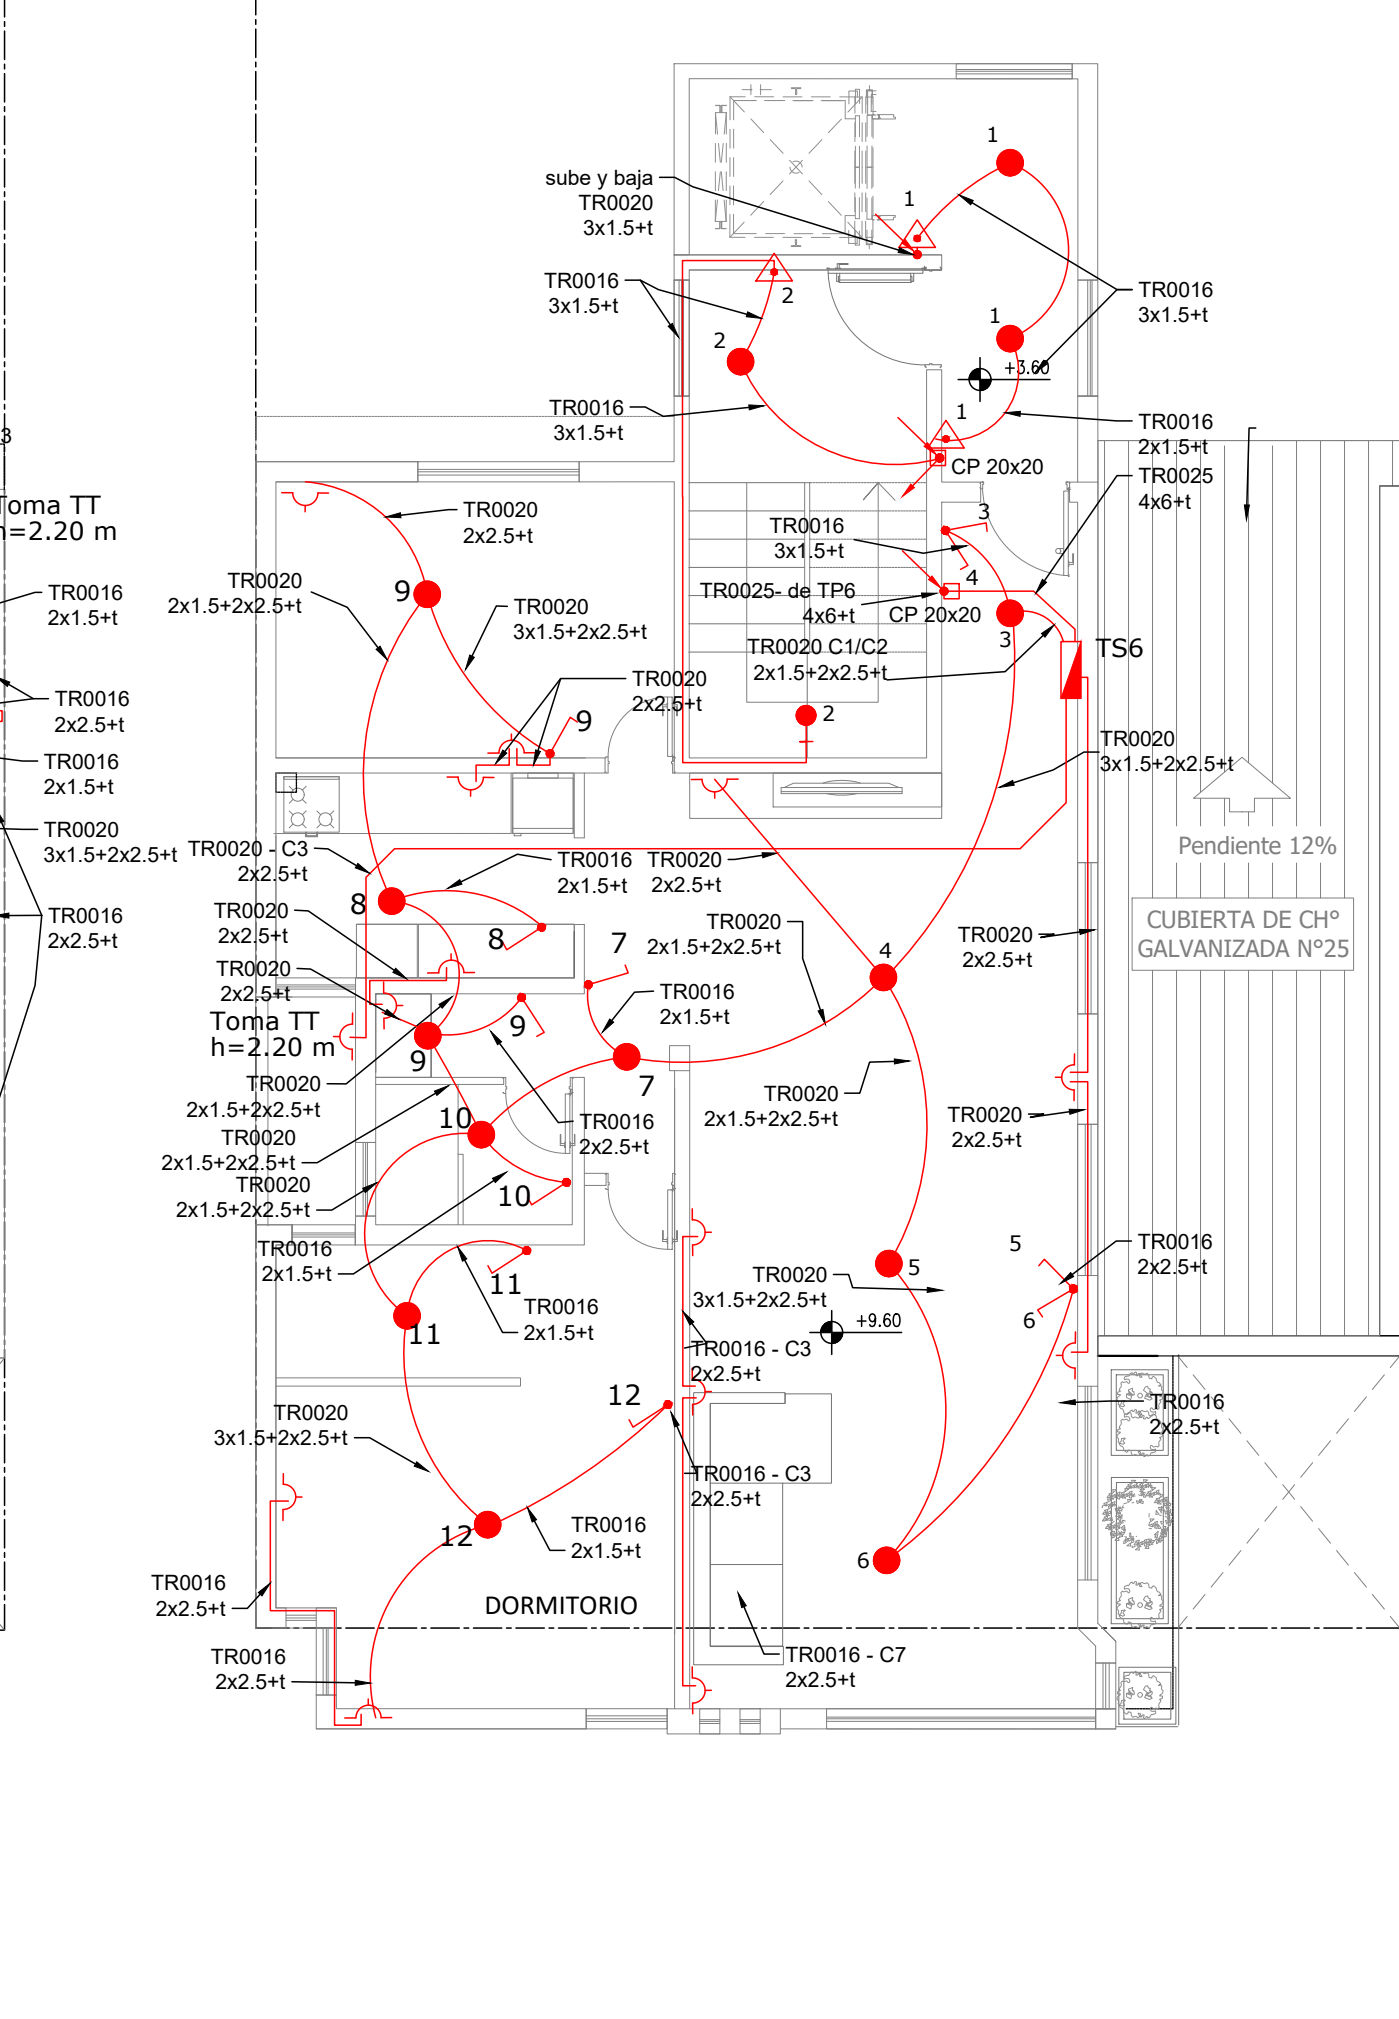 1
sube y baja
TR0020
3x1.5+t
1
TR0016
3x1.5+t
2
TR0016
3x1.5+t
2
1
+3.60
TR0016
3x1.5+t
1
TR0016
2x1.5+t
CP 20x20
TR0025
4x6+t
3
Toma TT
h=2.20 m
TR0020
2x2.5+t
3
TR0016
3x1.5+t
4
TR0016
2x1.5+t
TR0020
2x1.5+2x2.5+t
9
TR0020
3x1.5+2x2.5+t
TR0025- de TP6
4x6+t
CP 20x20
3
TS6
TR0020 C1/C2
2x1.5+2x2.5+t
TR0016
2x2.5+t
TR0020
2x2.5+t
9
2
TR0016
2x1.5+t
TR0020
3x1.5+2x2.5+t
TR0020
3x1.5+2x2.5+t
TR0020 - C3
2x2.5+t
TR0016
2x1.5+t
TR0020
2x2.5+t
Pendiente 12%
8
TR0016
2x2.5+t
TR0020
2x2.5+t
8
7
TR0020
2x1.5+2x2.5+t
4
TR0020
2x2.5+t
CUBIERTA DE CHº
GALVANIZADA Nº25
TR0020
2x2.5+t
Toma TT
h=2.20 m
9
9
TR0016
2x1.5+t
7
TR0020
2x1.5+2x2.5+t
10
TR0016
2x2.5+t
TR0020
2x1.5+2x2.5+t
TR0020
2x2.5+t
TR0020
2x1.5+2x2.5+t
TR0020
2x1.5+2x2.5+t
10
TR0016
2x1.5+t
11
5
TR0020
3x1.5+2x2.5+t
5
TR0016
2x2.5+t
6
TR0016
2x1.5+t
11
+9.60
TR0016 - C3
2x2.5+t
12
TR0020
3x1.5+2x2.5+t
TR0016
2x2.5+t
TR0016 - C3
2x2.5+t
12
TR0016
2x1.5+t
6
TR0016
2x2.5+t
DORMITORIO
TR0016
2x2.5+t
TR0016 - C7
2x2.5+t